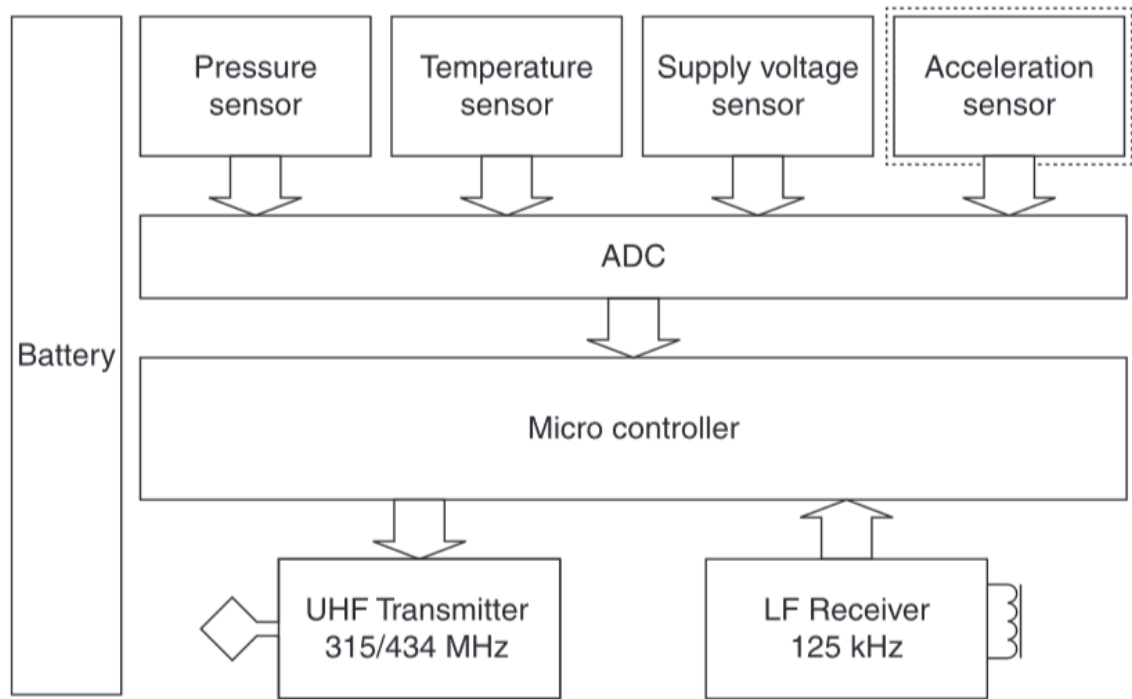 Pressure
sensor
Temperature
sensor
Supply voltage
sensor
Acceleration
sensor
ADC
Battery
Micro controller
UHF Transmitter
315/434 MHz
LF Receiver
125 kHz